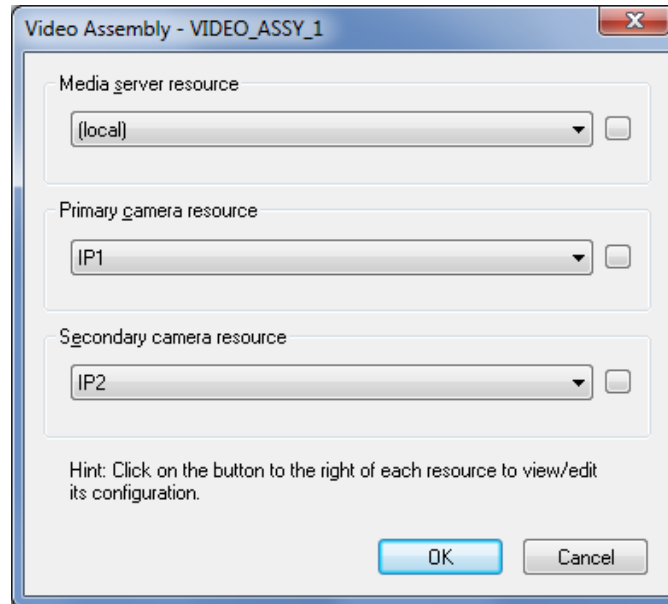 Video Assembly - VIDEO_ASSY_1
Media server resource
(local)
Primary camera resource
IP1
Secondary camera resource
IP2
Hint: Click on the button to the right of each resource to view/edit
its configuration.
OK
Cancel